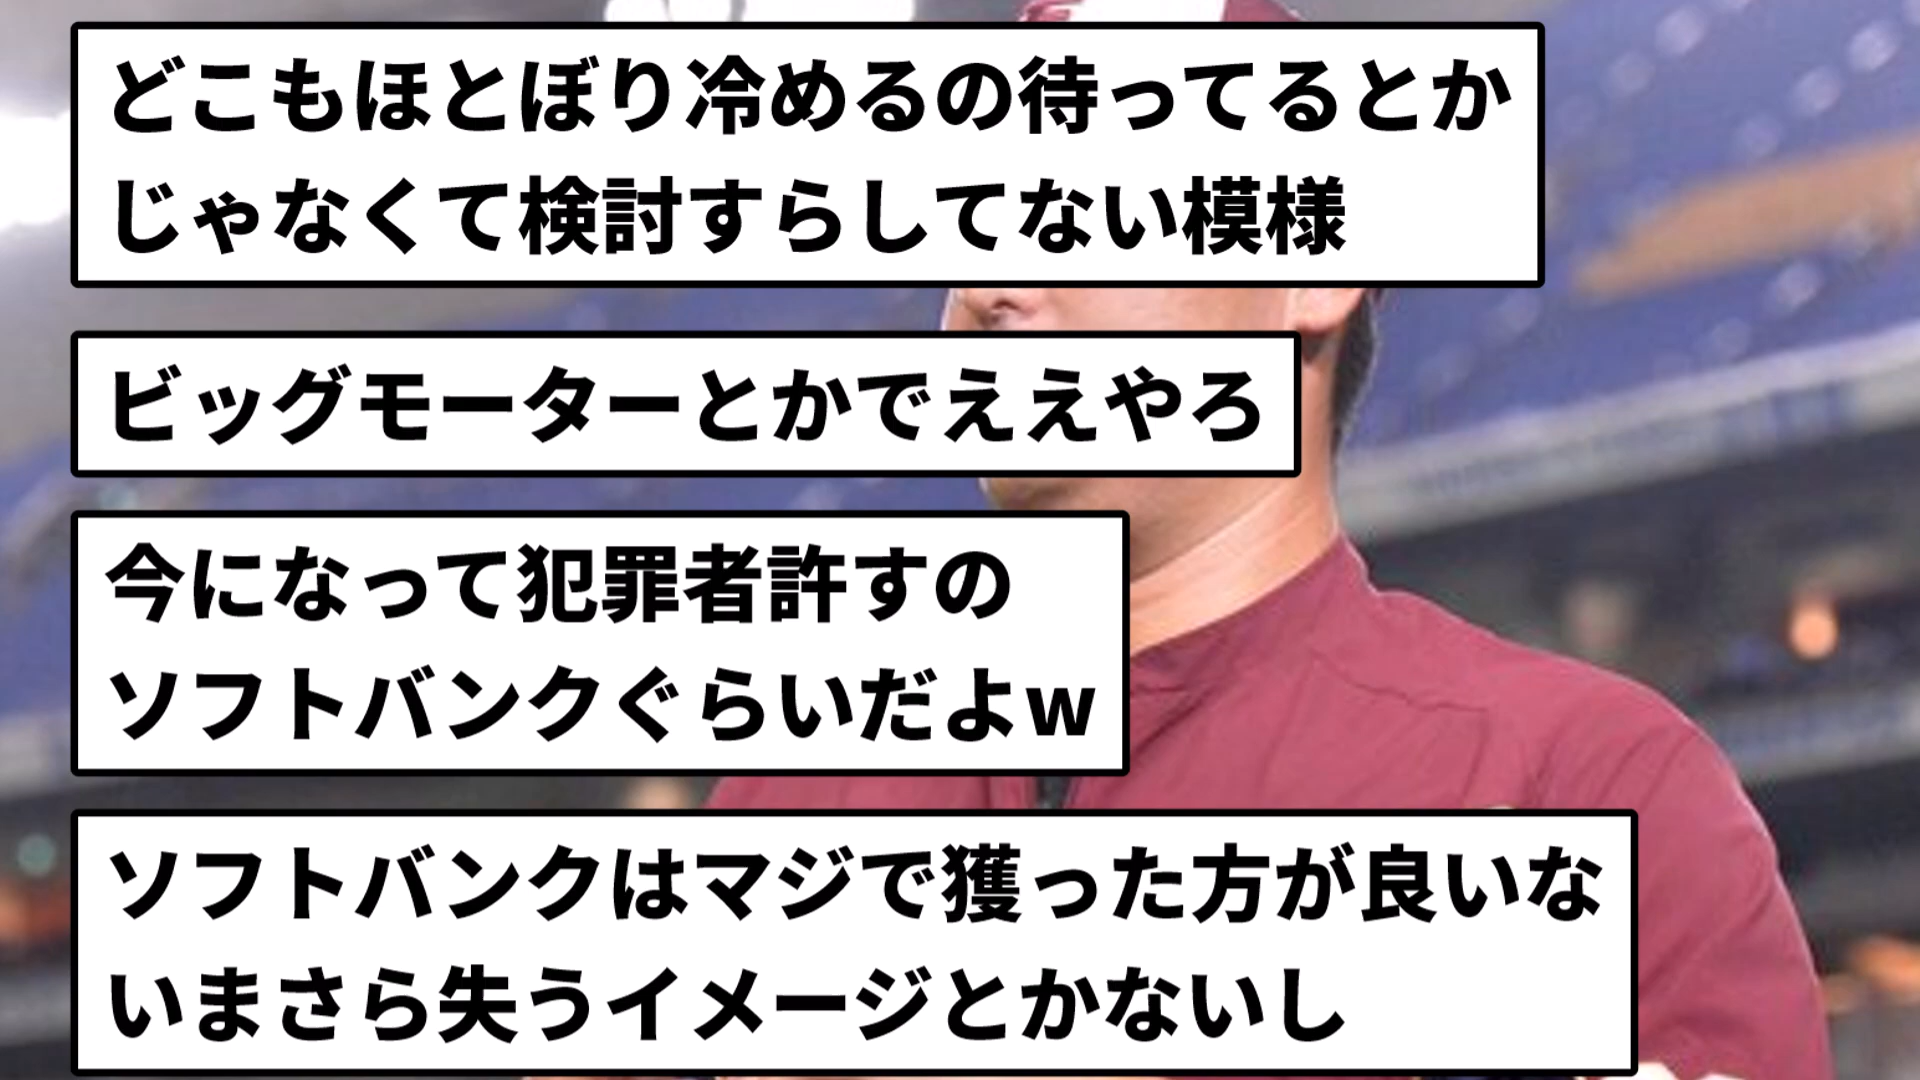 どこもほとぼり冷めるの待ってるとか
じゃなくて検討すらしてない模様
ビッグモーターとかでええやろ
今になって犯罪者許すの
ソフトバンクぐらいだよw
ソフトバンクはマジで獲った方が良いな
いまさら失うイメージとかないし